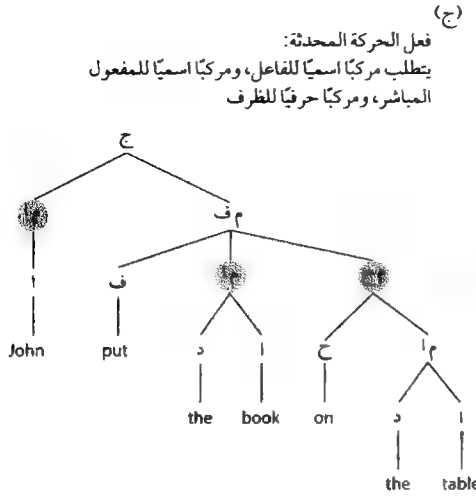 (ج)
فعل الحركة المحدثة:
يتطلب مركبًا اسميًا للفاعل، ومركبًا اسميًا للمفعول
المباشر، ومركبًا حرفيًا للظرف
ج
م ف
ف
ا
John put
د ا ح م ا
the book on
د ا
the table